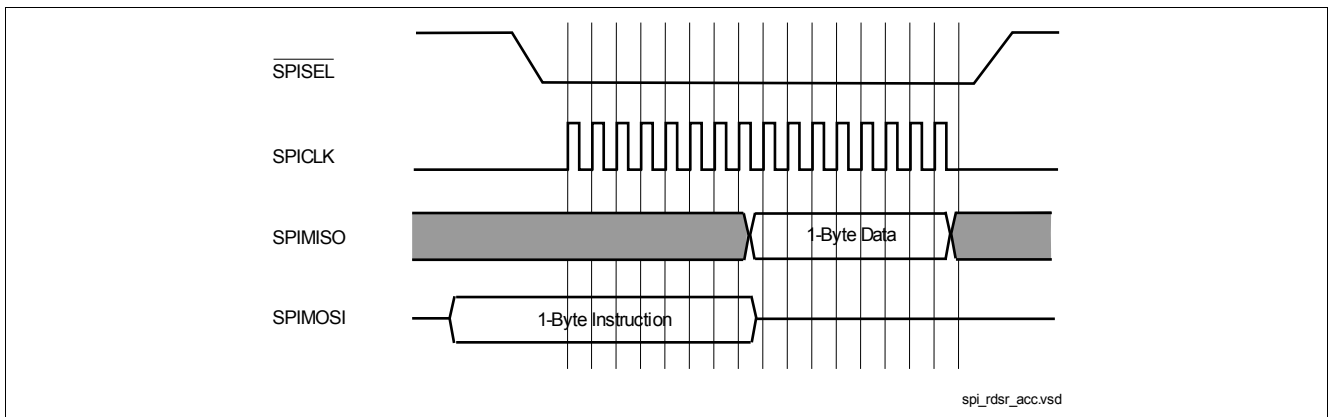 SPISEL
SPICLK
SPIMISO
1-Byte Data
SPIMOSI
1-Byte Instruction
spi_rdsr_acc.vsd